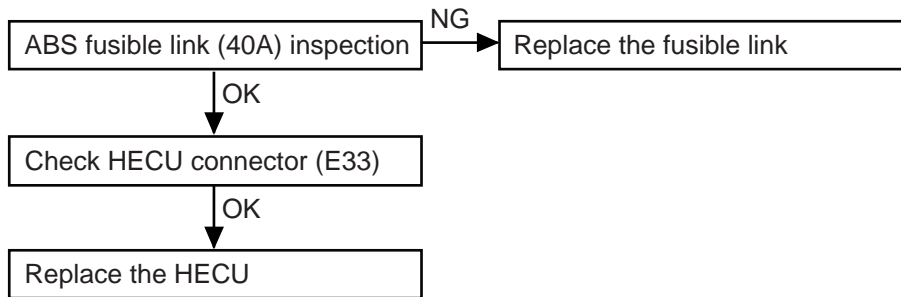 NG
ABS fusible link (40A) inspection
Replace the fusible link
OK
Check HECU connector (E33)
OK
Replace the HECU